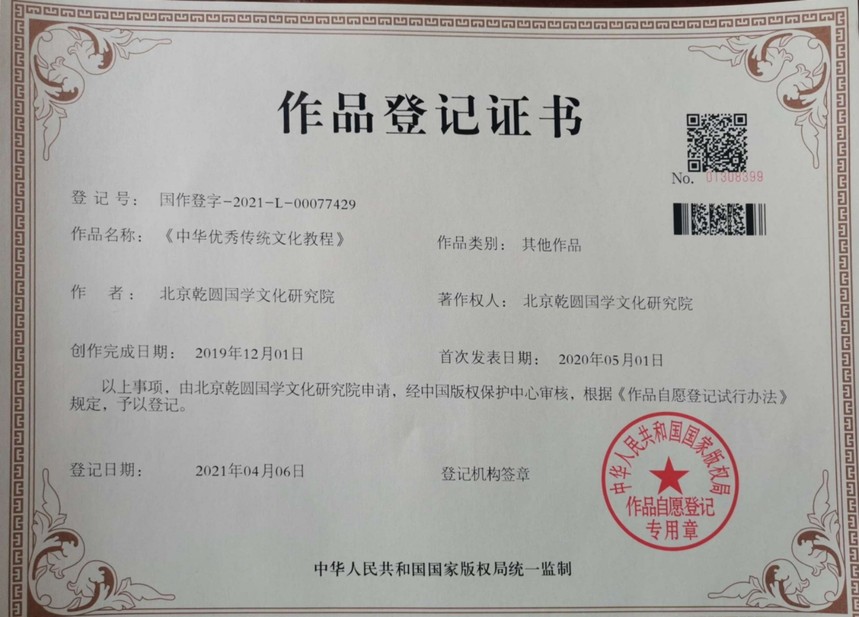 作品登记证书
No. 01308399
登 记 号： 国作登字-2021-L-00077429
作品名称： 《中华优秀传统文化教程》
作品类别： 其他作品
作 者： 北京乾圆国学文化研究院
著作权人： 北京乾圆国学文化研究院
创作完成日期： 2019年12月01日
首次发表日期： 2020年05月01日
以上事项，由北京乾圆国学文化研究院申请，经中国版权保护中心审核，根据《作品自愿登记试行办法》
规定，予以登记。
登记日期： 2021年04月06日
登记机构签章
中华人民共和国国家版权局
作品自愿登记
专用章
中华人民共和国国家版权局统一监制